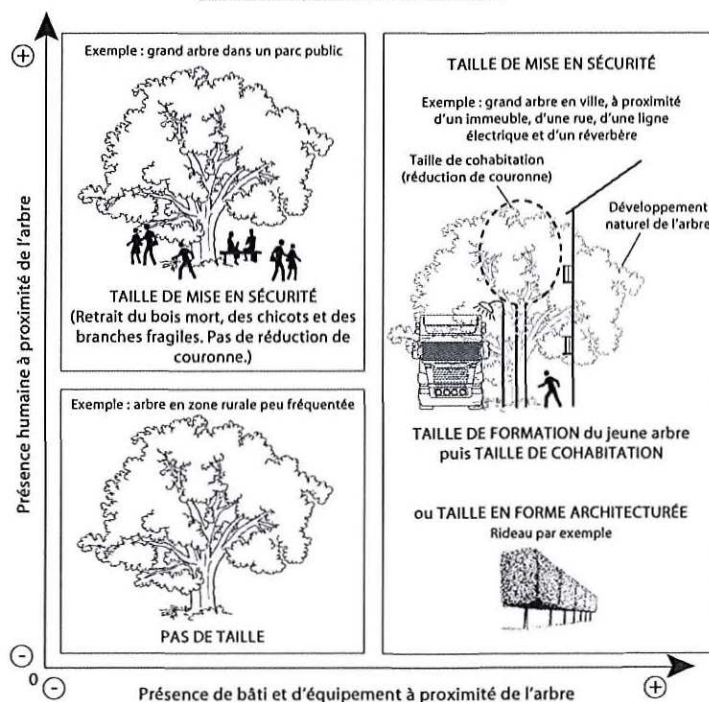 Exemple : grand arbre dans un parc public
TAILLE DE MISE EN SÉCURITÉ
(Retrait du bois mort, des chicots et des
branches fragiles. Pas de réduction de
couronne.)
Exemple : arbre en zone rurale peu fréquentée
PAS DE TAILLE
TAILLE DE MISE EN SÉCURITÉ
Exemple : grand arbre en ville, à proximité
d'un immeuble, d'une rue, d'une ligne
électrique et d'un réverbère
Taille de cohabitation
(réduction de couronne)
Développement
naturel de l'arbre
TAILLE DE FORMATION du jeune arbre
puis TAILLE DE COHABITATION
ou TAILLE EN FORME ARCHITECTURÉE
Rideau par exemple
+
Présence humaine à proximité de l'arbre
-
0
-
Présence de bâti et d'équipement à proximité de l'arbre
+